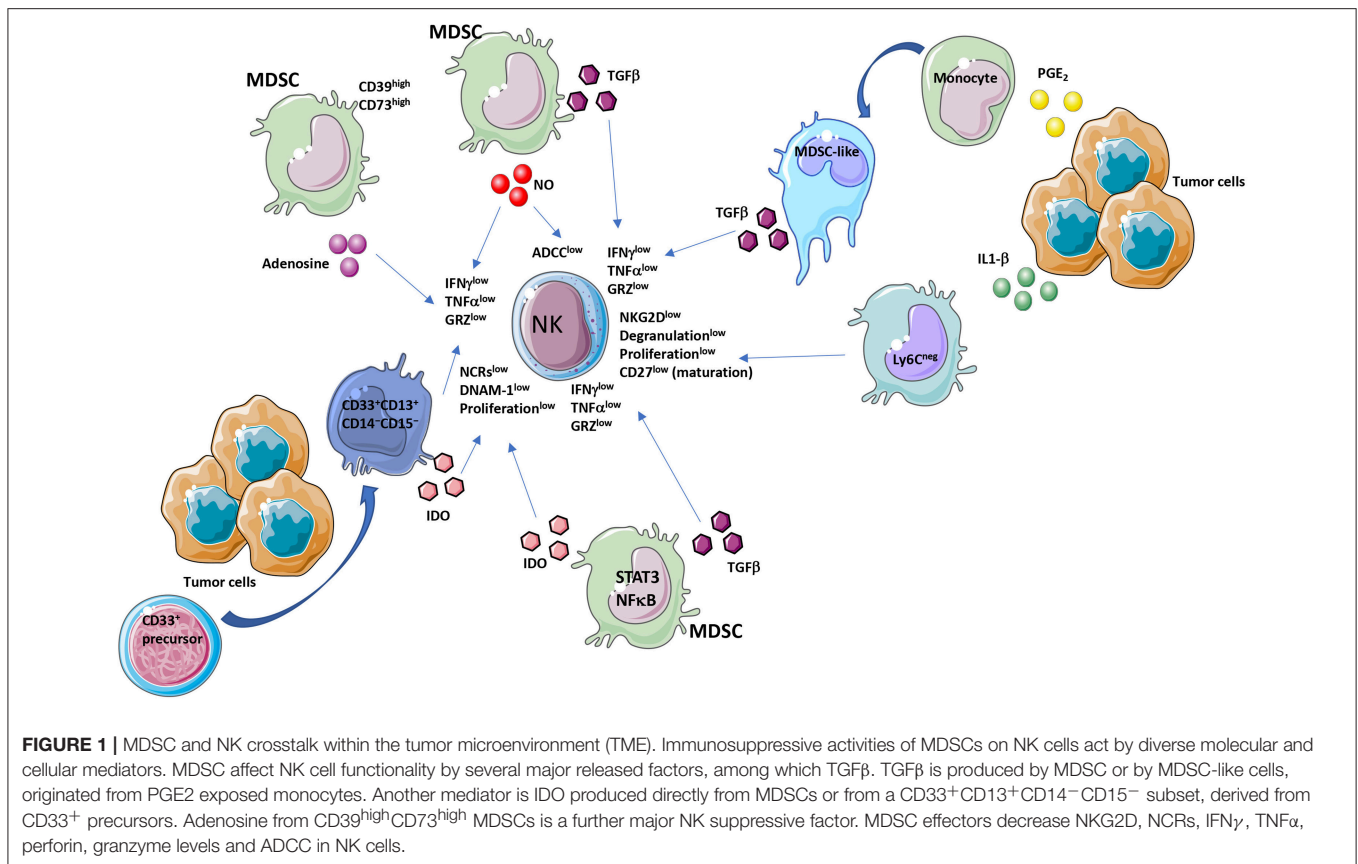 MDSC
MDSC
CD39high
CD73high
TGFβ
NO
Adenosine
Monocyte
PGE2
MDSC-like
Tumor cells
TGFβ
IL1-β
ADCClow
IFNγlow
TNFαlow
GRZlow
IFNγlow
TNFαlow
GRZlow
NK
NKG2Dlow
Degranulationlow
Proliferationlow
CD27low (maturation)
Ly6Cneg
NCRslow
DNAM-1low
Proliferationlow
IFNγlow
TNFαlow
GRZlow
CD33+CD13+
CD14−CD15−
IDO
Tumor cells
CD33+
precursor
IDO
TGFβ
STAT3
NFκB
MDSC
FIGURE 1 | MDSC and NK crosstalk within the tumor microenvironment (TME). Immunosuppressive activities of MDSCs on NK cells act by diverse molecular and
cellular mediators. MDSC affect NK cell functionality by several major released factors, among which TGFβ. TGFβ is produced by MDSC or by MDSC-like cells,
originated from PGE2 exposed monocytes. Another mediator is IDO produced directly from MDSCs or from a CD33+CD13+CD14−CD15− subset, derived from
CD33+ precursors. Adenosine from CD39highCD73high MDSCs is a further major NK suppressive factor. MDSC effectors decrease NKG2D, NCRs, IFNγ, TNFα,
perforin, granzyme levels and ADCC in NK cells.